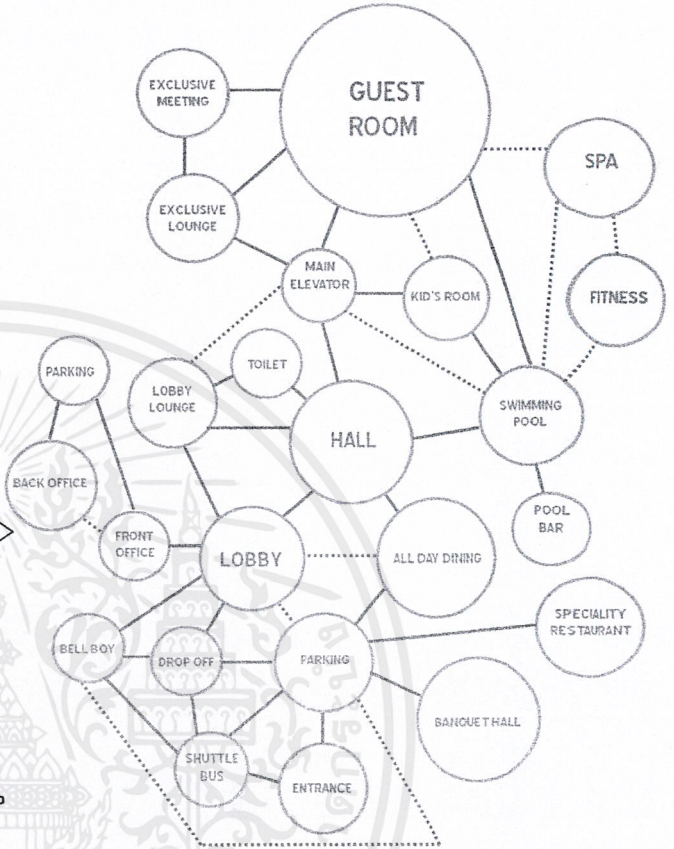 GUEST
ROOM
EXCLUSIVE
MEETING
SPA
EXCLUSIVE
LOUNGE
MAIN
ELEVATOR
KID'S ROOM
FITNESS
TOILET
PARKING
LOBBY
LOUNGE
SWIMMING
POOL
HALL
BACK OFFICE
POOL
BAR
FRONT
OFFICE
LOBBY
ALL DAY DINING
SPECIALITY
RESTAURANT
BELL BOY
DROP OFF
PARKING
BANQUET HALL
SHUTTLE
BUS
ENTRANCE